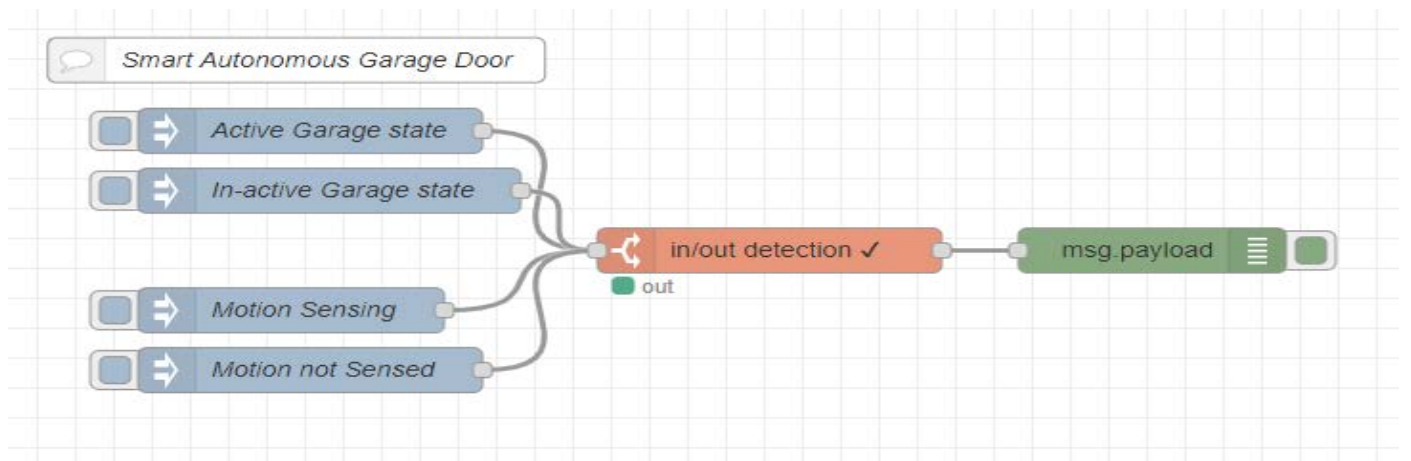 Smart Autonomous Garage Door
Active Garage state
In-active Garage state
in/out detection ✓
msg.payload
out
Motion Sensing
Motion not Sensed